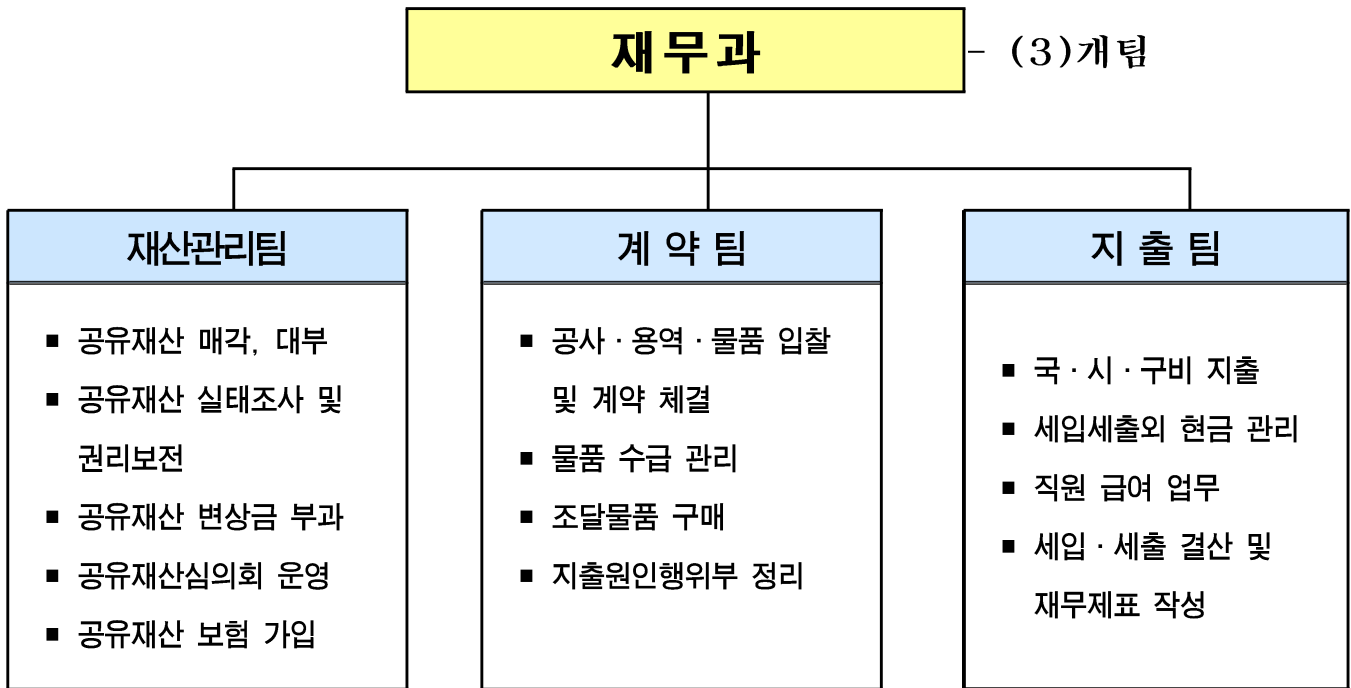 재무과 - (3)개팀
재산관리팀
▪ 공유재산 매각, 대부
▪ 공유재산 실태조사 및
권리보전
▪ 공유재산 변상금 부과
▪ 공유재산심의회 운영
▪ 공유재산 보험 가입
계 약 팀
▪ 공사 · 용역 · 물품 입찰
및 계약 체결
▪ 물품 수급 관리
▪ 조달물품 구매
▪ 지출원인행위부 정리
지 출 팀
▪ 국 · 시 · 구비 지출
▪ 세입세출외 현금 관리
▪ 직원 급여 업무
▪ 세입 · 세출 결산 및
재무제표 작성